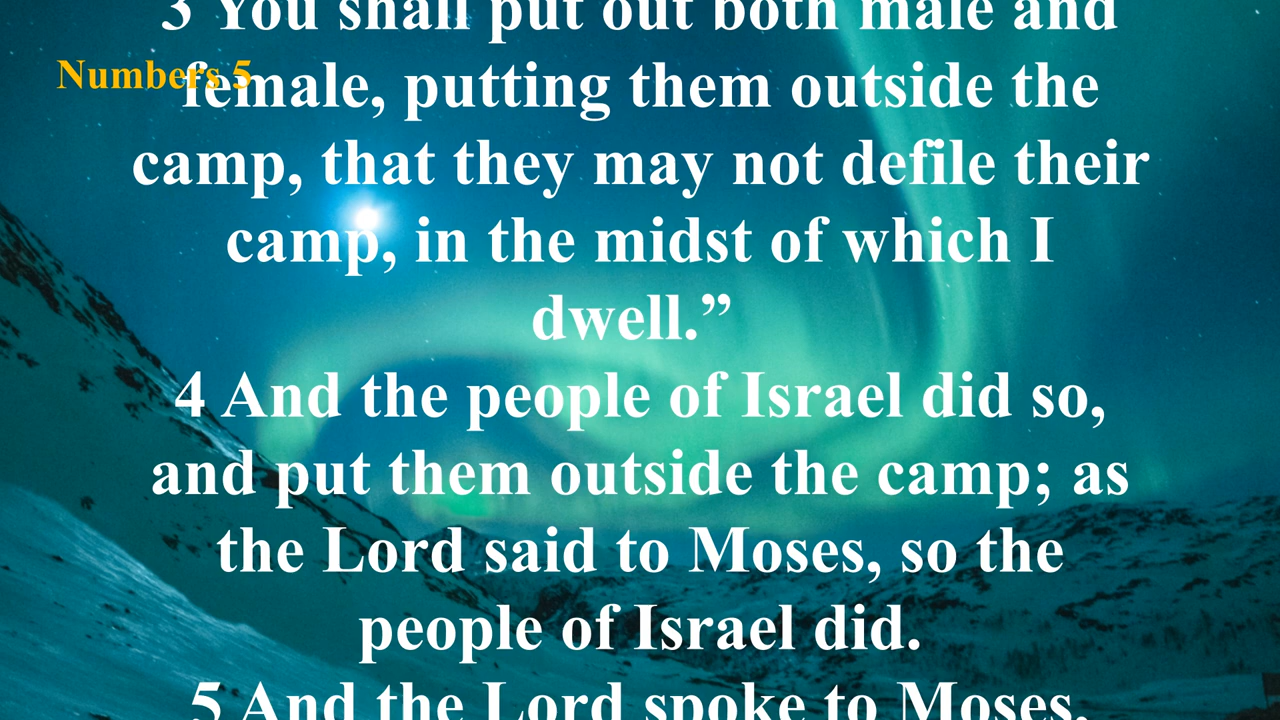 3 You shall put out both male and
Numbers 5
female, putting them outside the
camp, that they may not defile their
camp, in the midst of which I
dwell.”
4 And the people of Israel did so,
and put them outside the camp; as
the Lord said to Moses, so the
people of Israel did.
5 And the Lord spoke to Moses,